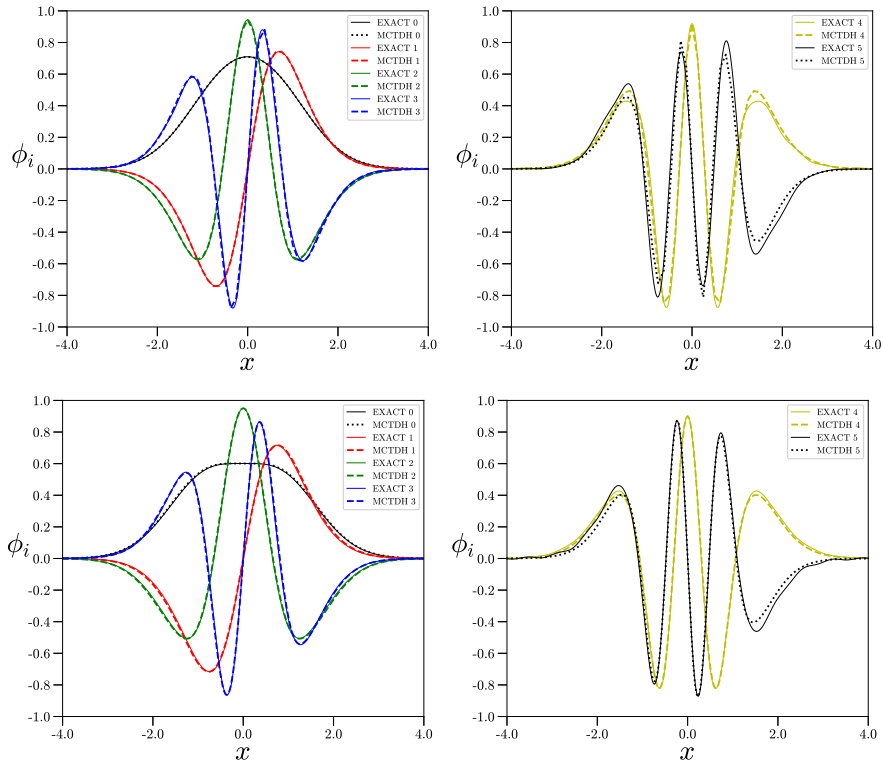 1.0
0.8
0.6
0.4
0.2
0.0
-0.2
-0.4
-0.6
-0.8
-1.0
ϕi
-4.0 -2.0 0.0 2.0 4.0
x
EXACT 0
MCTDH 0
EXACT 1
MCTDH 1
EXACT 2
MCTDH 2
EXACT 3
MCTDH 3
1.0
0.8
0.6
0.4
0.2
0.0
-0.2
-0.4
-0.6
-0.8
-1.0
ϕi
-4.0 -2.0 0.0 2.0 4.0
x
EXACT 4
MCTDH 4
EXACT 5
MCTDH 5
1.0
0.8
0.6
0.4
0.2
0.0
-0.2
-0.4
-0.6
-0.8
-1.0
ϕi
-4.0 -2.0 0.0 2.0 4.0
x
EXACT 0
MCTDH 0
EXACT 1
MCTDH 1
EXACT 2
MCTDH 2
EXACT 3
MCTDH 3
1.0
0.8
0.6
0.4
0.2
0.0
-0.2
-0.4
-0.6
-0.8
-1.0
ϕi
-4.0 -2.0 0.0 2.0 4.0
x
EXACT 4
MCTDH 4
EXACT 5
MCTDH 5